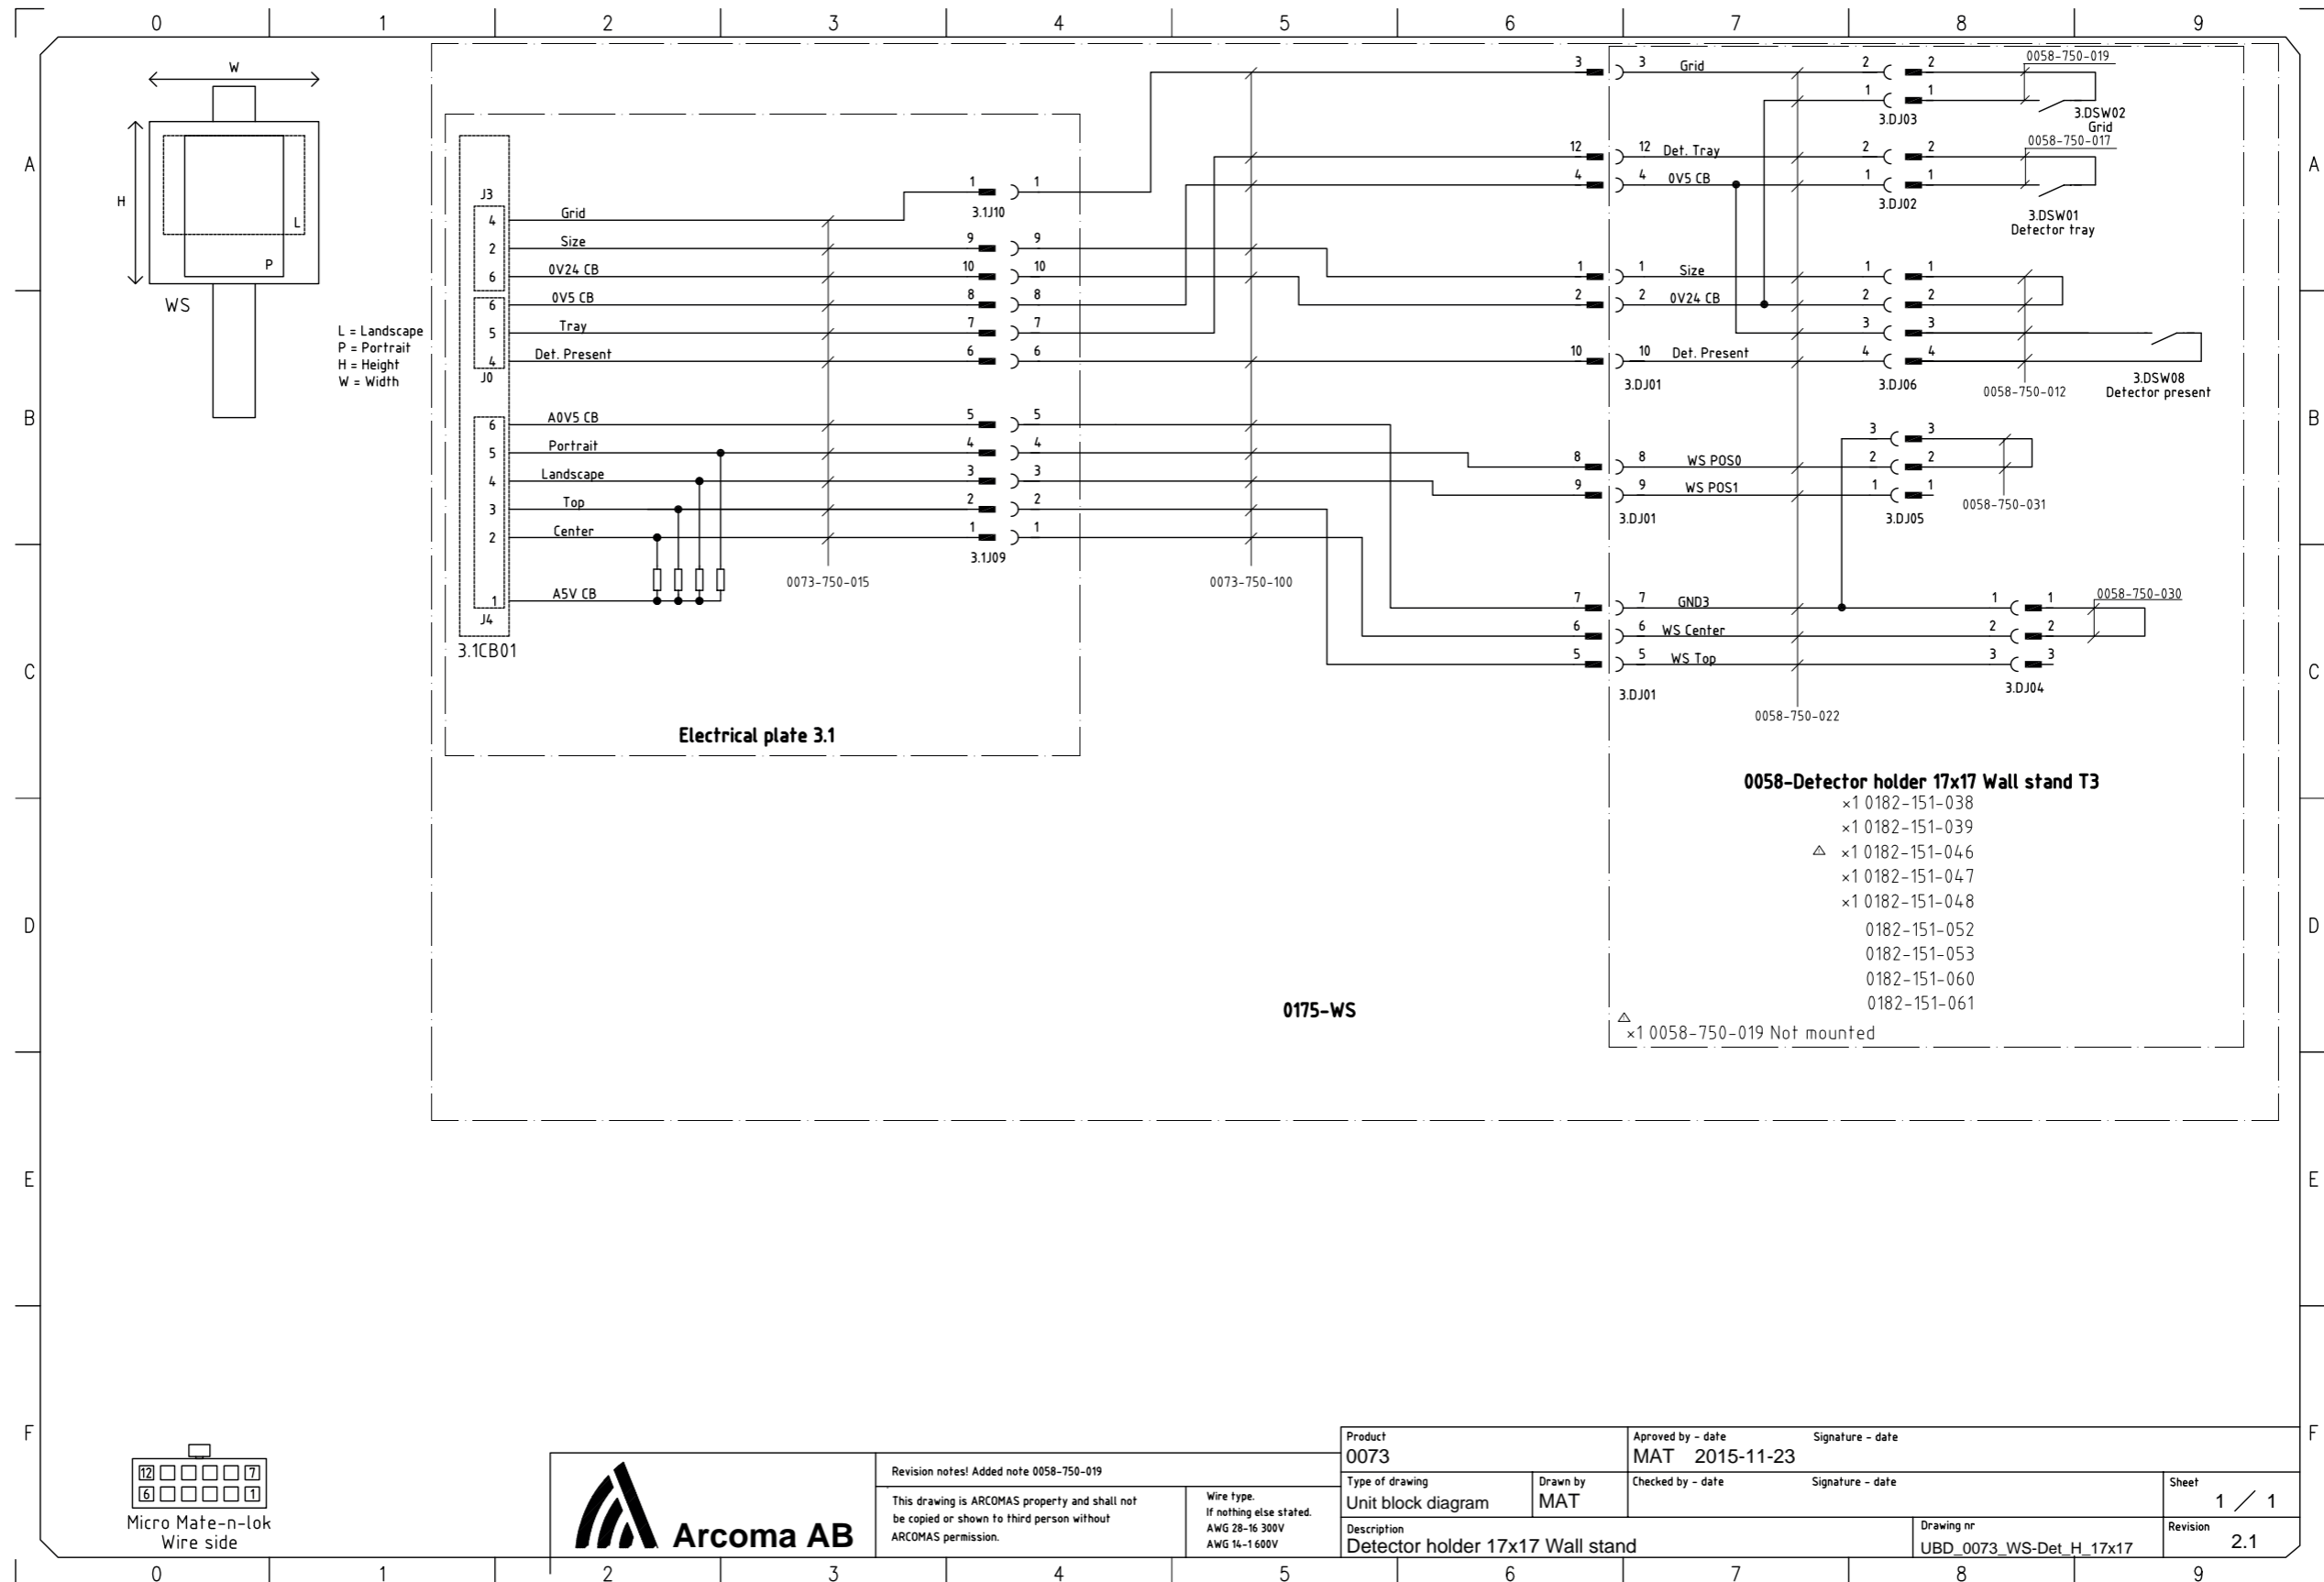 0 1 2 3 4 5 6 7 8 9
A
B
C
D
E
F
W
H
L
P
WS
L = Landscape
P = Portrait
H = Height
W = Width
J3
4 Grid
2 Size
6 0V24 CB
6 0V5 CB
5 Tray
4 Det. Present
J0
6 A0V5 CB
5 Portrait
4 Landscape
3 Top
2 Center
1 A5V CB
J4
3.1CB01
1 1
3.1J10
9 9
10 10
8 8
7 7
6 6
5 5
4 4
3 3
2 2
1 1
3.1J09
0073-750-015
Electrical plate 3.1
0073-750-100
3 3 Grid 2 2
0058-750-019
1 1
3.DJ03
3.DSW02
Grid
0058-750-017
12 12 Det. Tray 2 2
4 4 0V5 CB 1 1
3.DJ02
3.DSW01
Detector tray
1 1 Size 1 1
2 2 0V24 CB 2 2
3 3
10 10 Det. Present 4 4
3.DJ01
3.DJ06
0058-750-012
3.DSW08
Detector present
3 3
8 8 WS POS0 2 2
9 9 WS POS1 1 1
3.DJ01
3.DJ05
0058-750-031
0058-750-030
7 7 GND3 1 1
6 6 WS Center 2 2
5 5 WS Top 3 3
3.DJ01
3.DJ04
0058-750-022
0058-Detector holder 17x17 Wall stand T3
×1 0182-151-038
×1 0182-151-039
×1 0182-151-046
×1 0182-151-047
×1 0182-151-048
0182-151-052
0182-151-053
0182-151-060
0182-151-061
×1 0058-750-019 Not mounted
0175-WS
12 7
6 1
Micro Mate-n-lok
Wire side
Arcoma AB
Revision notes! Added note 0058-750-019
This drawing is ARCOMAS property and shall not
be copied or shown to third person without
ARCOMAS permission.
Wire type.
If nothing else stated.
AWG 28-16 300V
AWG 14-1 600V
Product
0073
Aproved by - date Signature - date
MAT 2015-11-23
Type of drawing
Unit block diagram
Drawn by
MAT
Checked by - date Signature - date
Sheet
1 / 1
Description
Detector holder 17x17 Wall stand
Drawing nr
UBD_0073_WS-Det_H_17x17
Revision
2.1
A
B
C
D
E
F
0 1 2 3 4 5 6 7 8 9